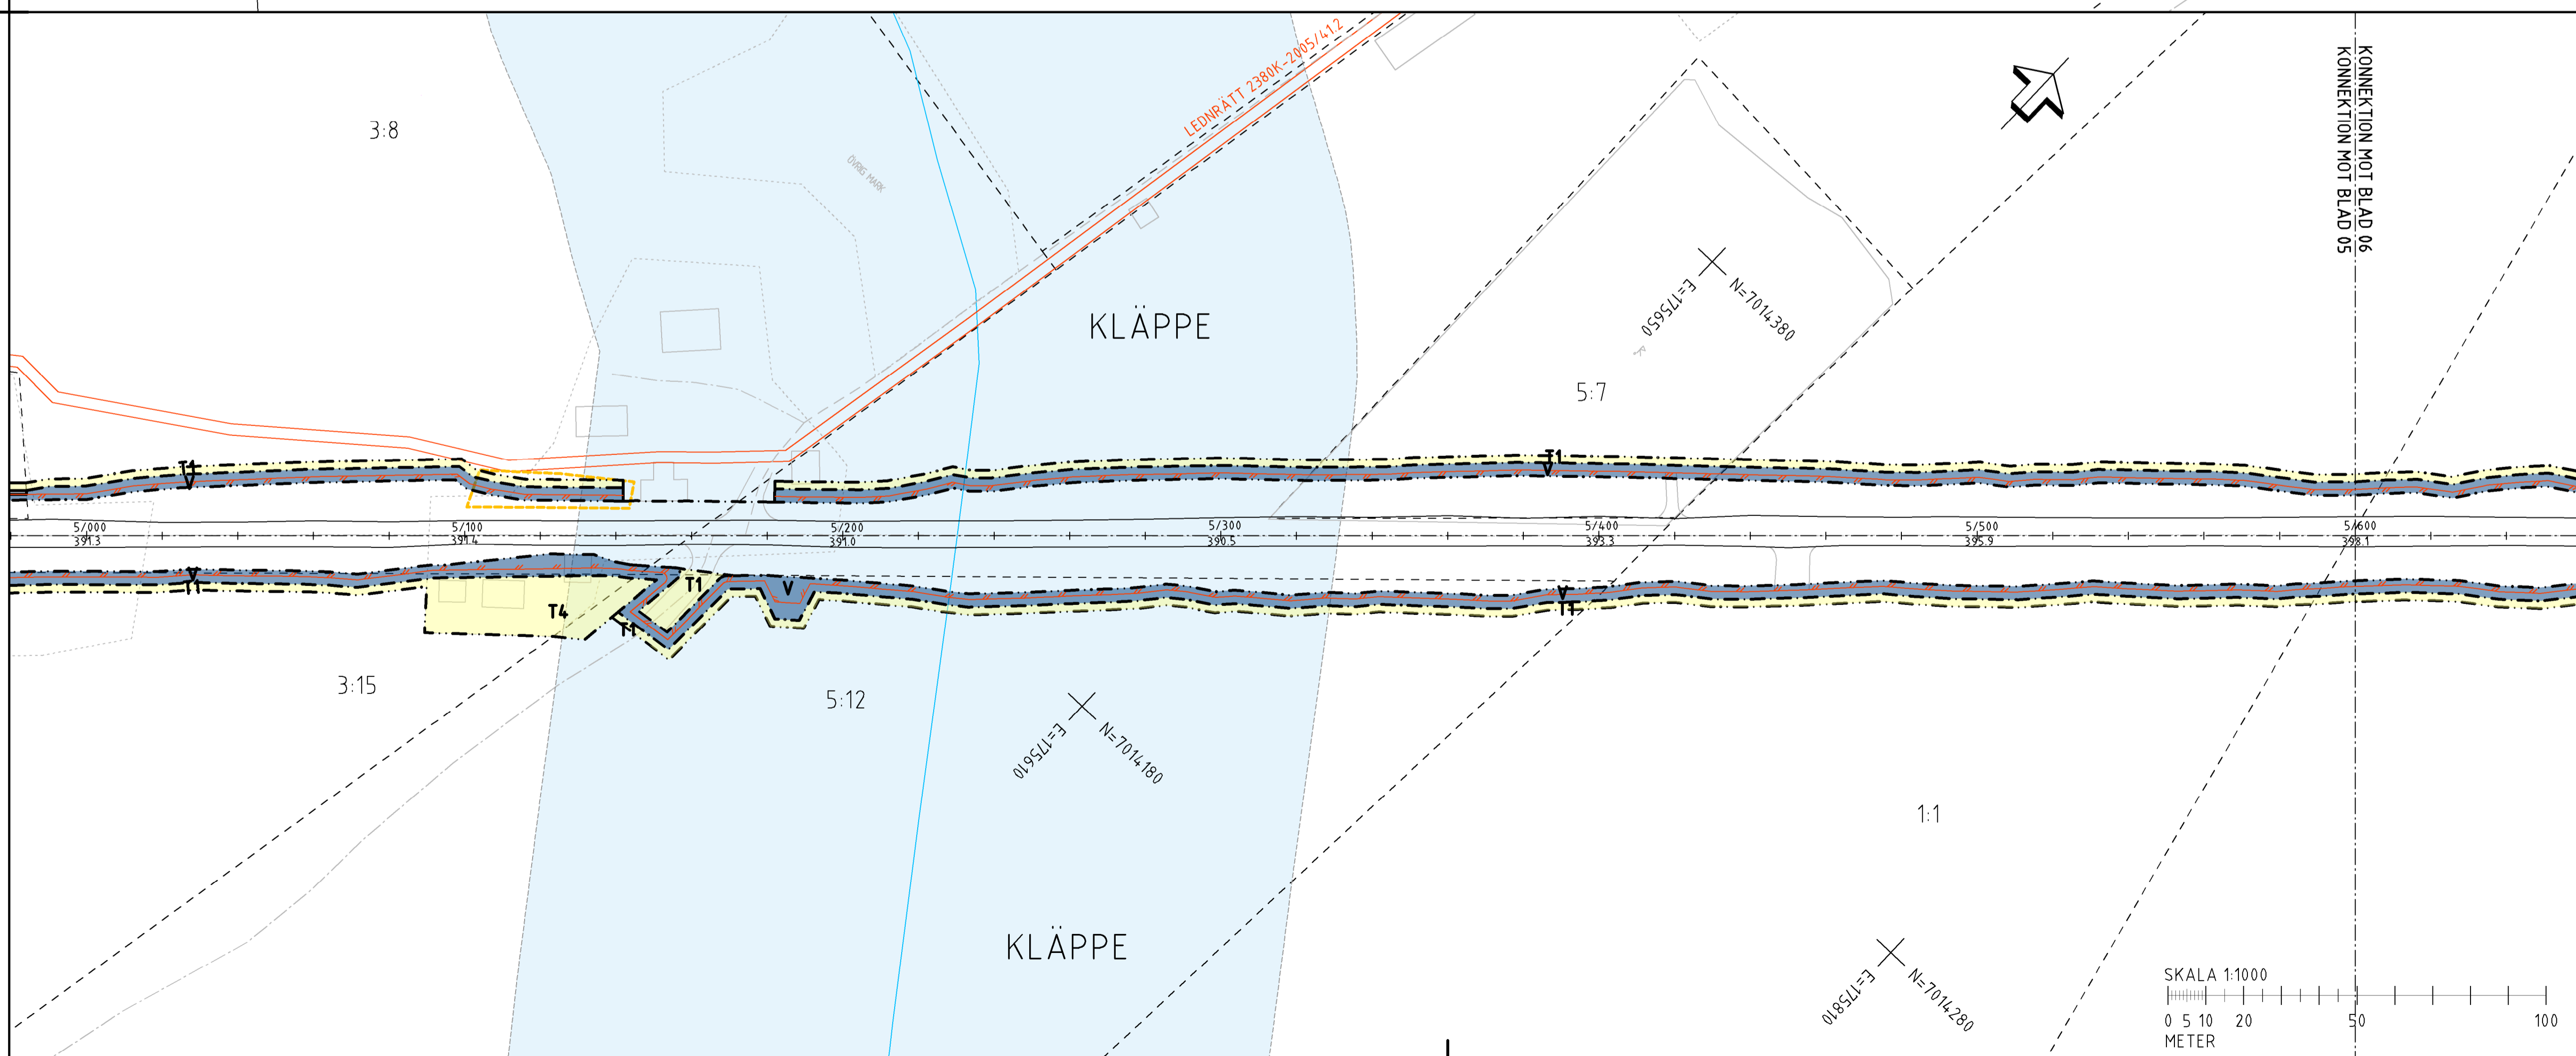 LEDNRÄTT 2380K-2005/41.2
KONNEKTION MOT BLAD 06
KONNEKTION MOT BLAD 05
3:8
ÖVRIG MARK
KLÄPPE
E=175650
N=7014380
5:7
T1
V
T1
V
5/000
5/100
5/200
5/300
5/400
5/500
5/600
391.3
391.4
391.0
390.5
393.3
395.9
398.1
V
T1
T4
T1
T1
V
V
T1
3:15
5:12
E=175610
N=7014180
1:1
KLÄPPE
E=175810
N=7014280
SKALA 1:1000
0 5 10 20 50 100
METER